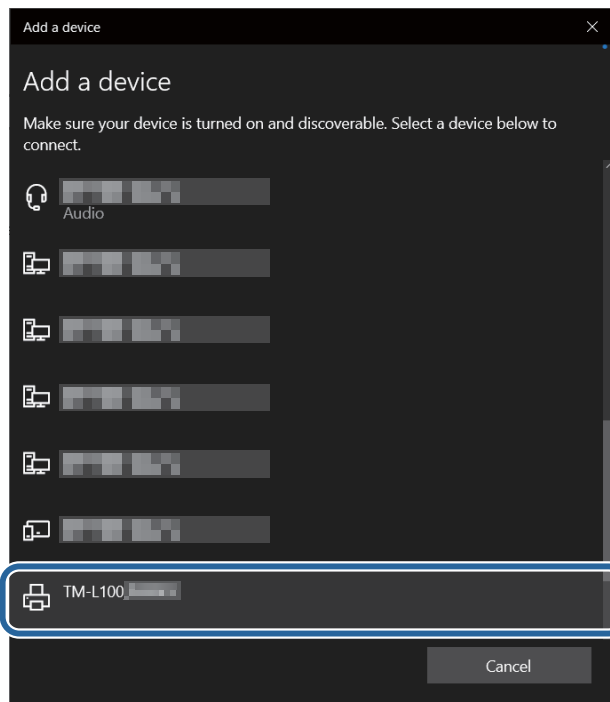 Add a device
Add a device
Make sure your device is turned on and discoverable. Select a device below to
connect.
Audio
TM-L100_
Cancel